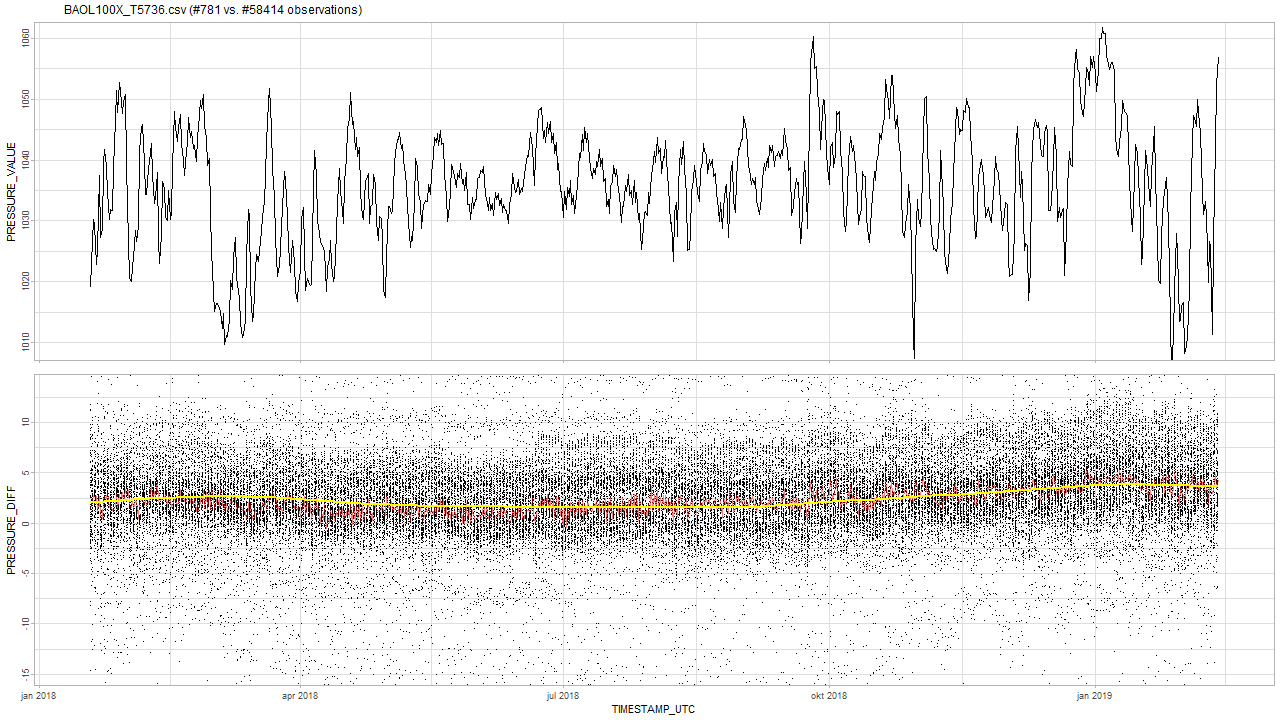 BAOL100X_T5736.csv (#781 vs. #58414 observations)
PRESSURE_VALUE
1060
1050
1040
1030
1020
1010
PRESSURE_DIFF
10
5
0
-5
-10
-15
jan 2018
apr 2018
jul 2018
okt 2018
jan 2019
TIMESTAMP_UTC